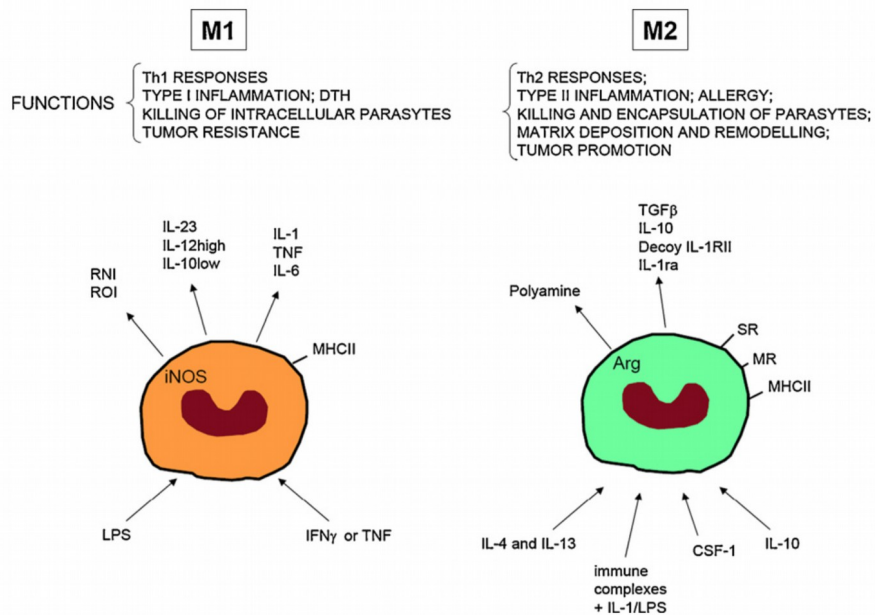 M1
M2
FUNCTIONS
Th1 RESPONSES
TYPE I INFLAMMATION; DTH
KILLING OF INTRACELLULAR PARASYTES
TUMOR RESISTANCE
Th2 RESPONSES;
TYPE II INFLAMMATION; ALLERGY;
KILLING AND ENCAPSULATION OF PARASYTES;
MATRIX DEPOSITION AND REMODELLING;
TUMOR PROMOTION
RNI
ROI
IL-23
IL-12high
IL-10low
IL-1
TNF
IL-6
MHCII
iNOS
LPS
IFNγ or TNF
Polyamine
TGFβ
IL-10
Decoy IL-1RII
IL-1ra
SR
MR
MHCII
Arg
IL-4 and IL-13
immune
complexes
+ IL-1/LPS
CSF-1
IL-10